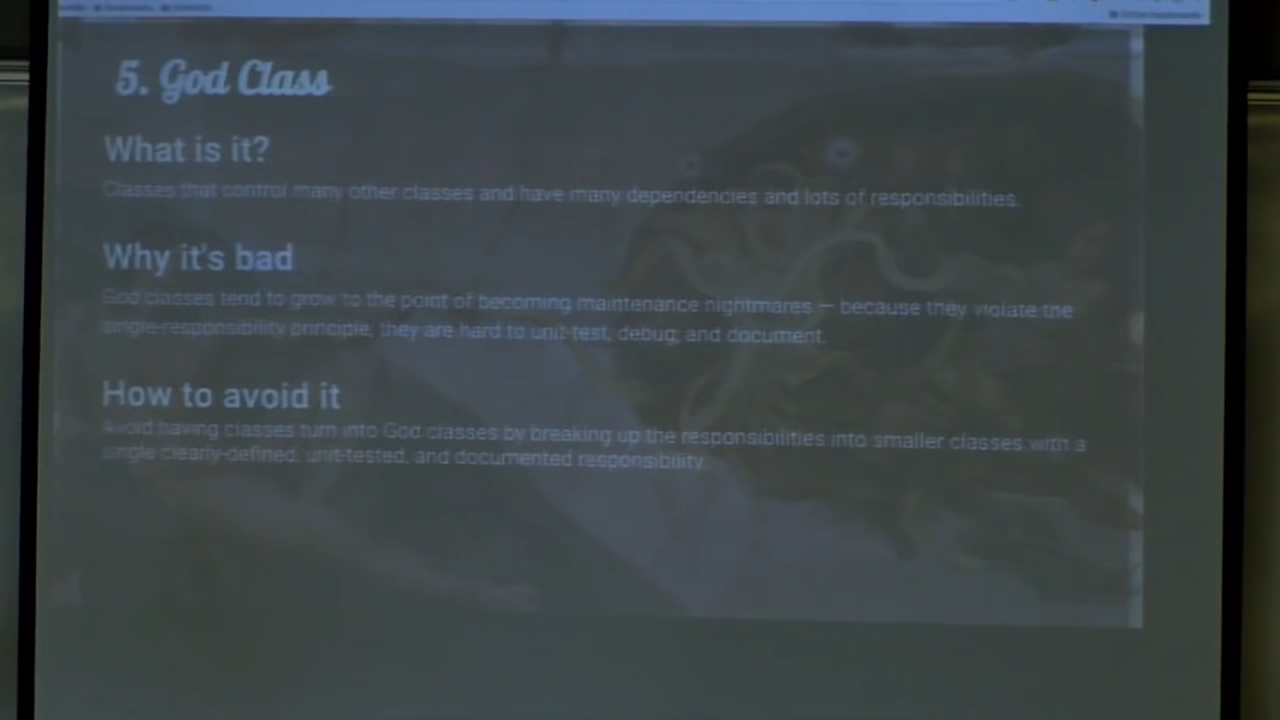 5. God Class
What is it?
Classes that control many other classes and have many dependencies and lots of responsibilities.
Why it's bad
God classes tend to grow to the point of becoming maintenance nightmares — because they violate the
single-responsibility principle, they are hard to unit-test, debug, and document.
How to avoid it
Avoid having classes turn into God classes by breaking up the responsibilities into smaller classes with a
single clearly-defined, unit-tested, and documented responsibility.